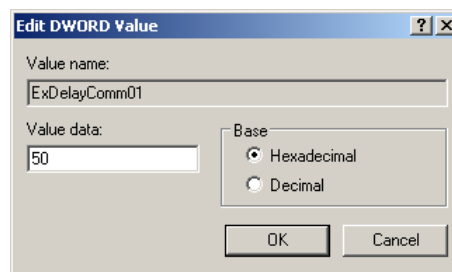 Edit DWORD Value
Value name:
ExDelayComm01
Value data:
50
Base
Hexadecimal
Decimal
OK
Cancel